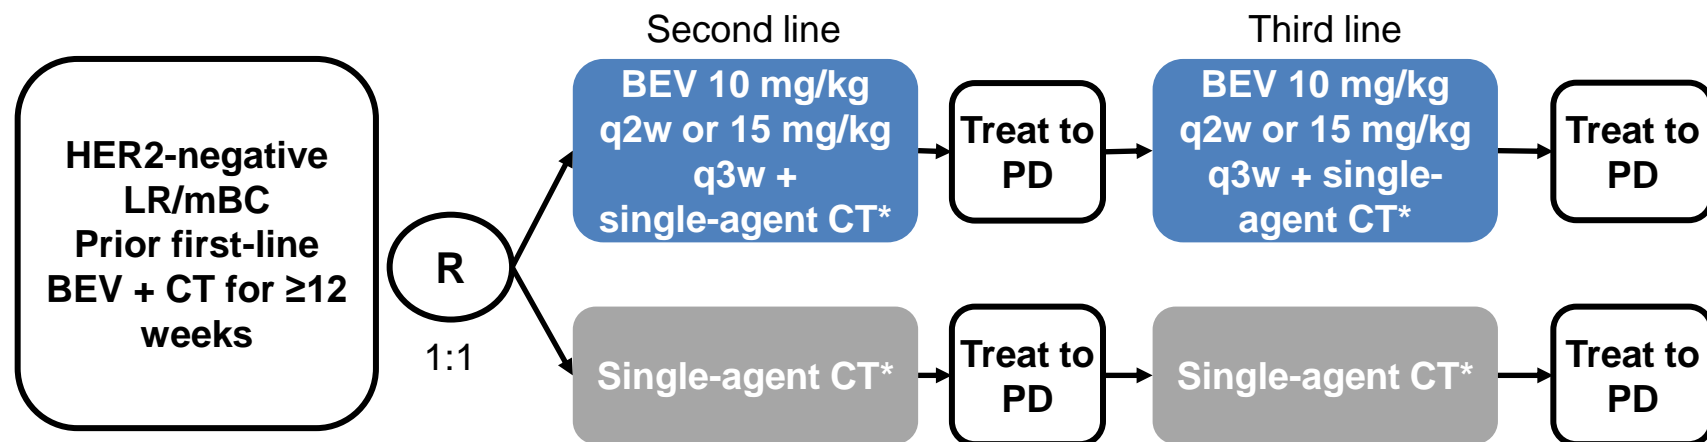 Second line
Third line
HER2-negative
LR/mBC
Prior first-line
BEV + CT for ≥12
weeks
R
1:1
BEV 10 mg/kg
q2w or 15 mg/kg
q3w +
single-agent CT*
Treat to
PD
BEV 10 mg/kg
q2w or 15 mg/kg
q3w + single-
agent CT*
Treat to
PD
Single-agent CT*
Treat to
PD
Single-agent CT*
Treat to
PD